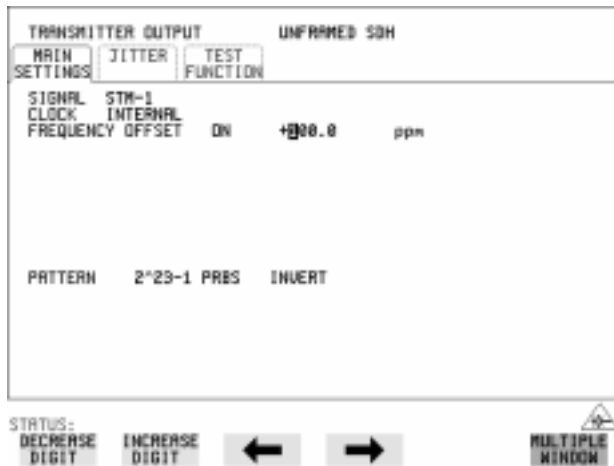 TRANSMITTER OUTPUT UNFRAMED SDH
MAIN SETTINGS JITTER TEST FUNCTION
SIGNAL STM-1
CLOCK INTERNAL
FREQUENCY OFFSET ON +000.0 ppm
PATTERN 2^23-1 PRBS INVERT
STATUS:
DECREASE DIGIT INCREASE DIGIT MULTIPLE WINDOW